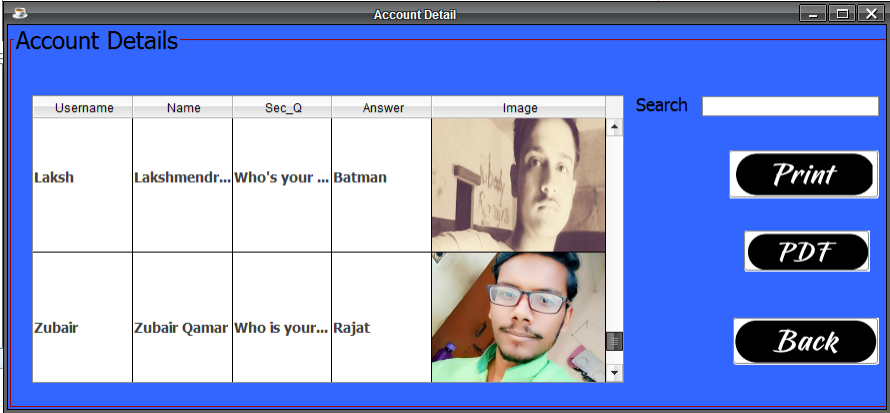 Account Detail
Account Details
Username Name Sec_Q Answer Image
Search
Laksh Lakshmendr... Who's your ... Batman
Print
PDF
Zubair Zubair Qamar Who is your... Rajat
Back